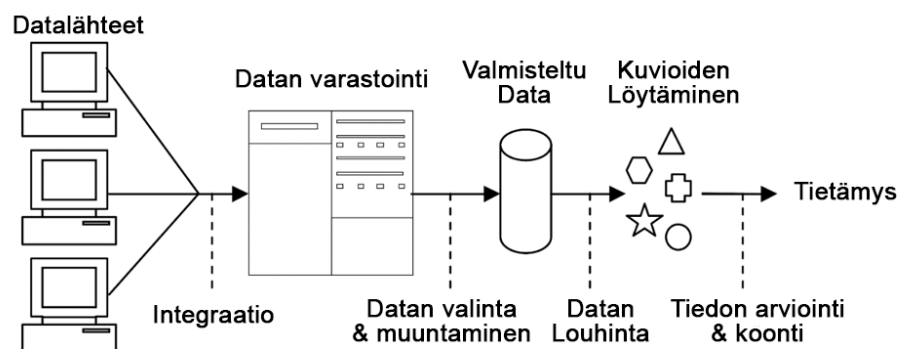 Datalähteet
Datan varastointi
Valmisteltu
Data
Kuvioiden
Löytäminen
Tietämys
Integraatio
Datan valinta
& muuntaminen
Datan
Louhinta
Tiedon arviointi
& koonti